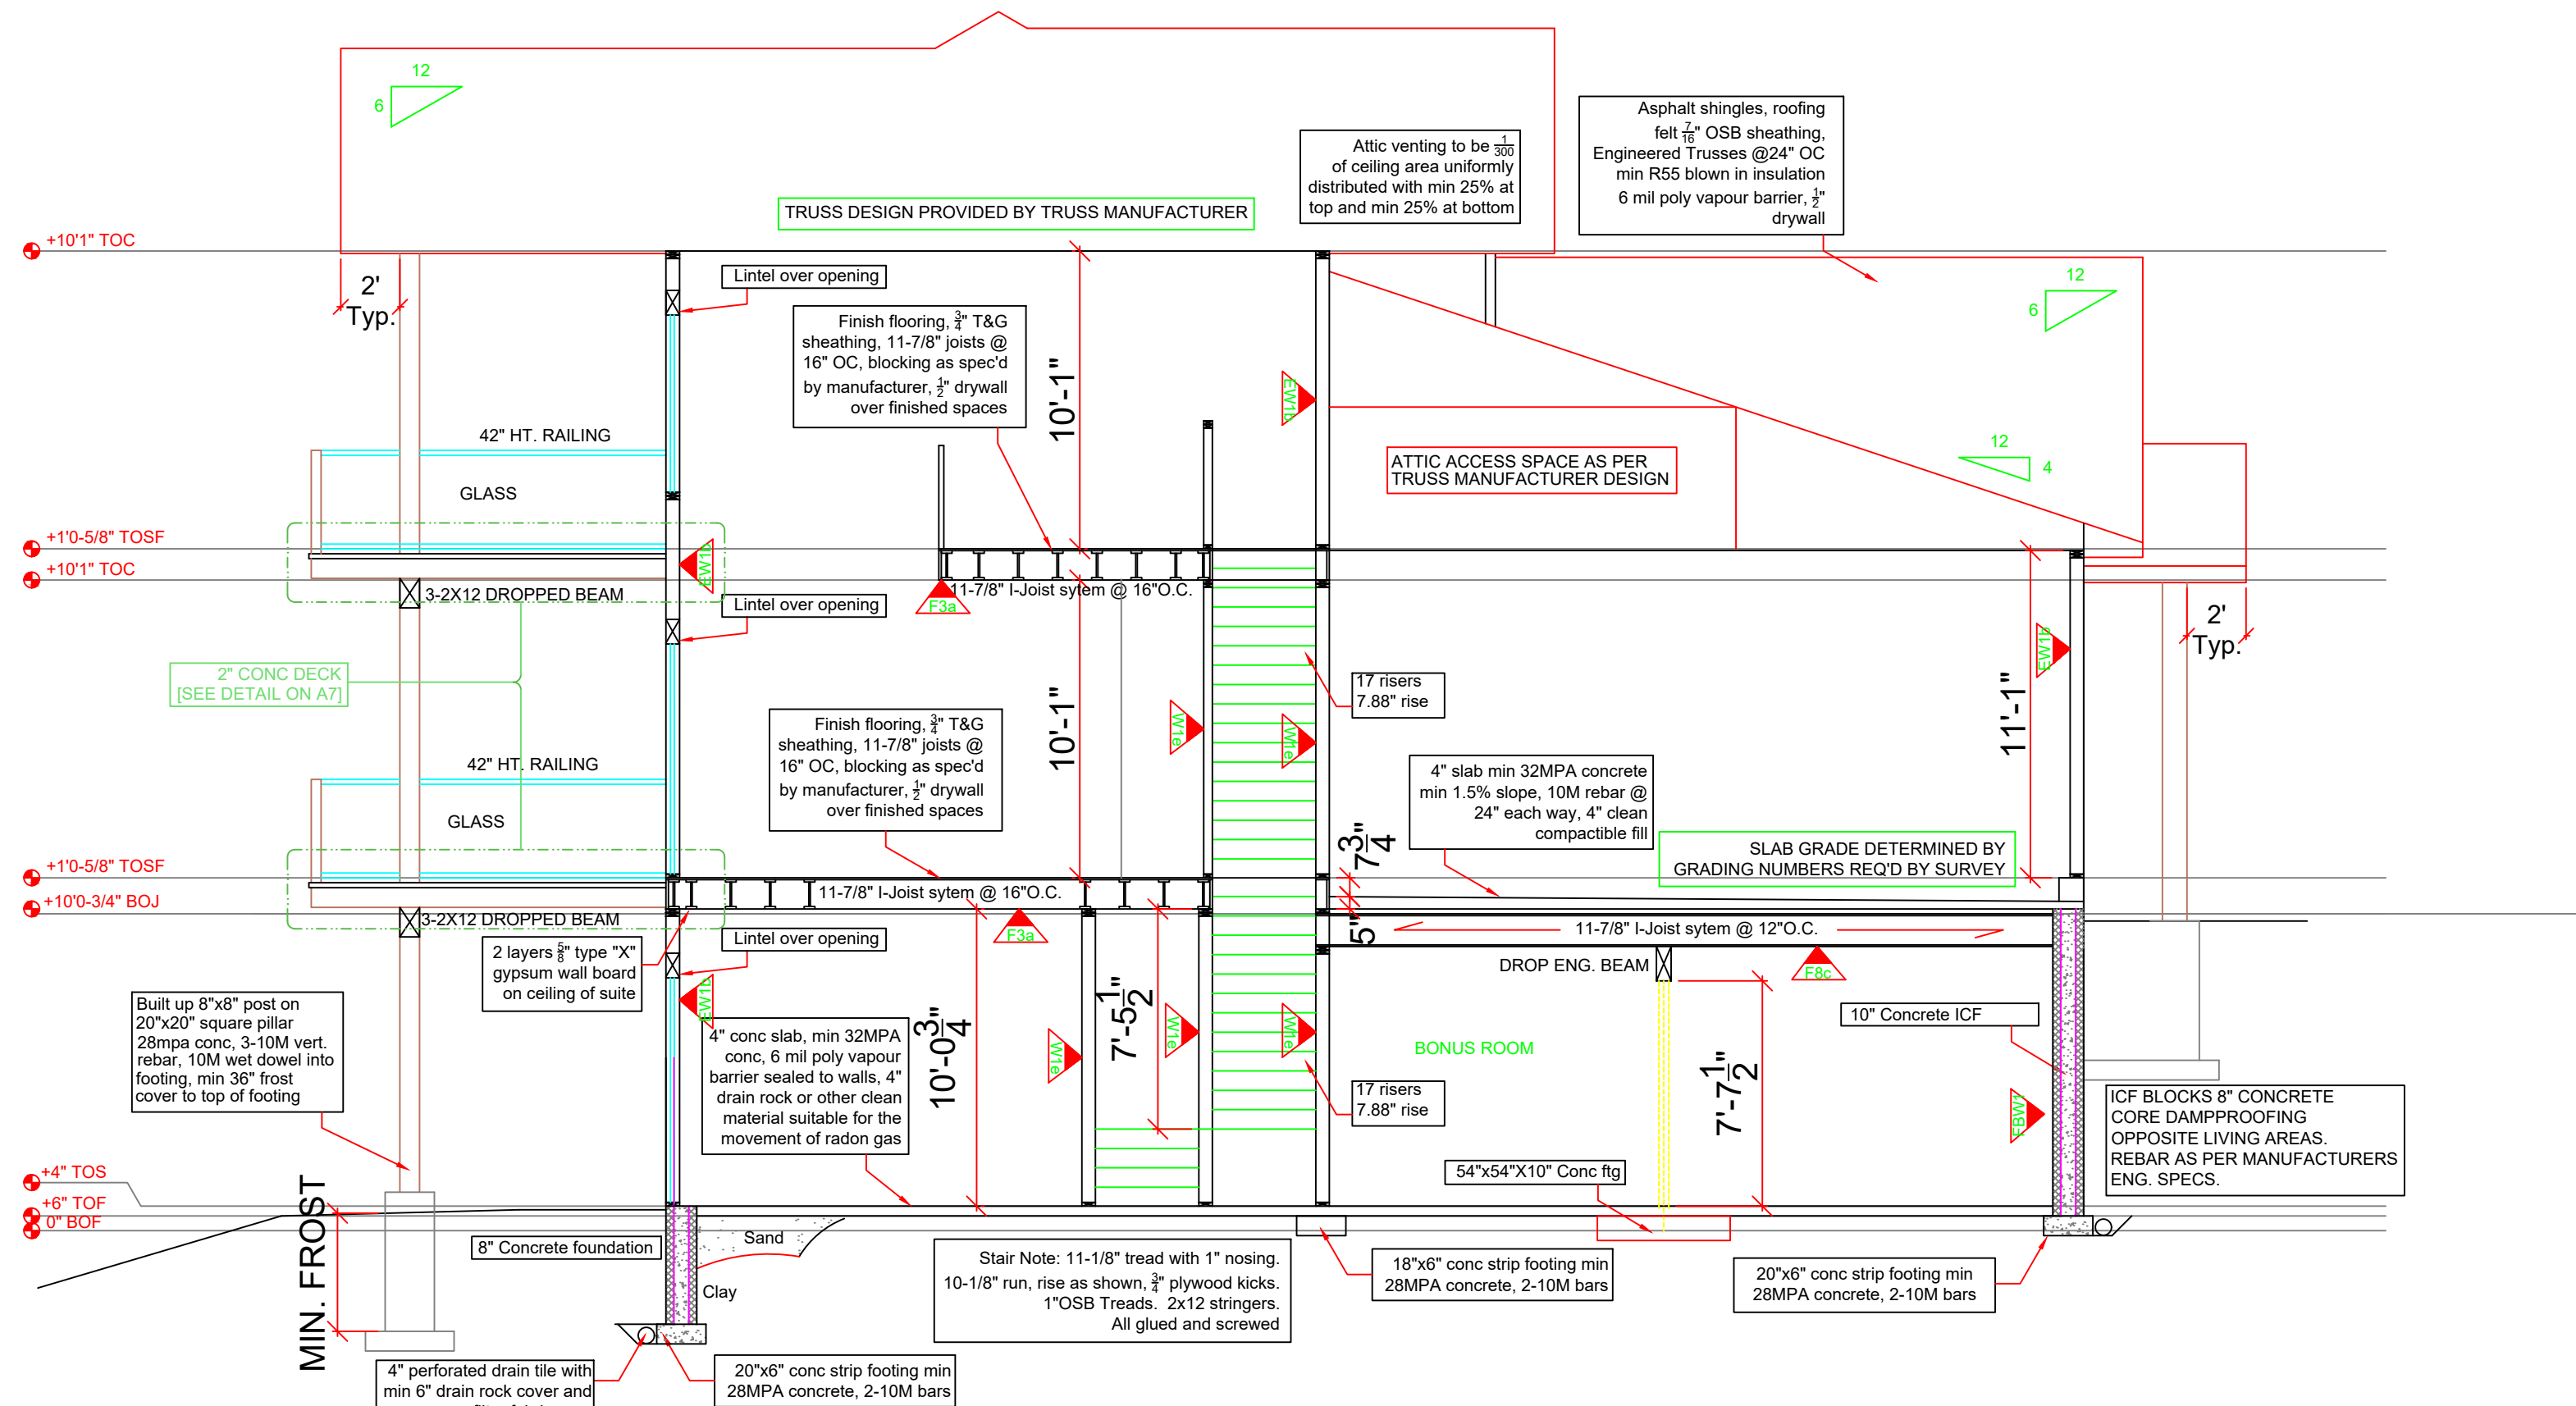 12
6
Attic venting to be 1/300
of ceiling area uniformly
distributed with min 25% at
top and min 25% at bottom
Asphalt shingles, roofing
felt 7/16" OSB sheathing,
Engineered Trusses @24" OC
min R55 blown in insulation
6 mil poly vapour barrier, 1/2"
drywall
TRUSS DESIGN PROVIDED BY TRUSS MANUFACTURER
+10'1" TOC
2'
Typ.
Lintel over opening
12
6
Finish flooring, 3/4" T&G
sheathing, 11-7/8" joists @
16" OC, blocking as spec'd
by manufacturer, 1/2" drywall
over finished spaces
10'-1"
EW1b
42" HT. RAILING
GLASS
ATTIC ACCESS SPACE AS PER
TRUSS MANUFACTURER DESIGN
12
4
+1'0-5/8" TOSF
+10'1" TOC
EW1b
3-2X12 DROPPED BEAM
Lintel over opening
11-7/8" I-Joist sytem @ 16"O.C.
F3a
2'
Typ.
EW1b
2" CONC DECK
[SEE DETAIL ON A7]
17 risers
7.88" rise
10'-1"
W1e
W1e
11'-1"
Finish flooring, 3/4" T&G
sheathing, 11-7/8" joists @
16" OC, blocking as spec'd
by manufacturer, 1/2" drywall
over finished spaces
42" HT. RAILING
GLASS
4" slab min 32MPA concrete
min 1.5% slope, 10M rebar @
24" each way, 4" clean
compactible fill
7 3/4"
SLAB GRADE DETERMINED BY
GRADING NUMBERS REQ'D BY SURVEY
+1'0-5/8" TOSF
+10'0-3/4" BOJ
11-7/8" I-Joist sytem @ 16"O.C.
3-2X12 DROPPED BEAM
F3a
5"
11-7/8" I-Joist sytem @ 12"O.C.
Lintel over opening
2 layers 5/8" type "X"
gypsum wall board
on ceiling of suite
DROP ENG. BEAM
F8c
Built up 8"x8" post on
20"x20" square pillar
28mpa conc, 3-10M vert.
rebar, 10M wet dowel into
footing, min 36" frost
cover to top of footing
EW1b
4" conc slab, min 32MPA
conc, 6 mil poly vapour
barrier sealed to walls, 4"
drain rock or other clean
material suitable for the
movement of radon gas
10'-0 3/4"
W1e
7'-5 1/2"
W1e
W1e
BONUS ROOM
17 risers
7.88" rise
7'-7 1/2"
10" Concrete ICF
FBW1
ICF BLOCKS 8" CONCRETE
CORE DAMPPROOFING
OPPOSITE LIVING AREAS.
REBAR AS PER MANUFACTURERS
ENG. SPECS.
54"x54"X10" Conc ftg
+4" TOS
+6" TOF
0" BOF
MIN. FROST
8" Concrete foundation
Sand
Clay
Stair Note: 11-1/8" tread with 1" nosing.
10-1/8" run, rise as shown, 3/4" plywood kicks.
1"OSB Treads. 2x12 stringers.
All glued and screwed
18"x6" conc strip footing min
28MPA concrete, 2-10M bars
20"x6" conc strip footing min
28MPA concrete, 2-10M bars
4" perforated drain tile with
min 6" drain rock cover and
20"x6" conc strip footing min
28MPA concrete, 2-10M bars